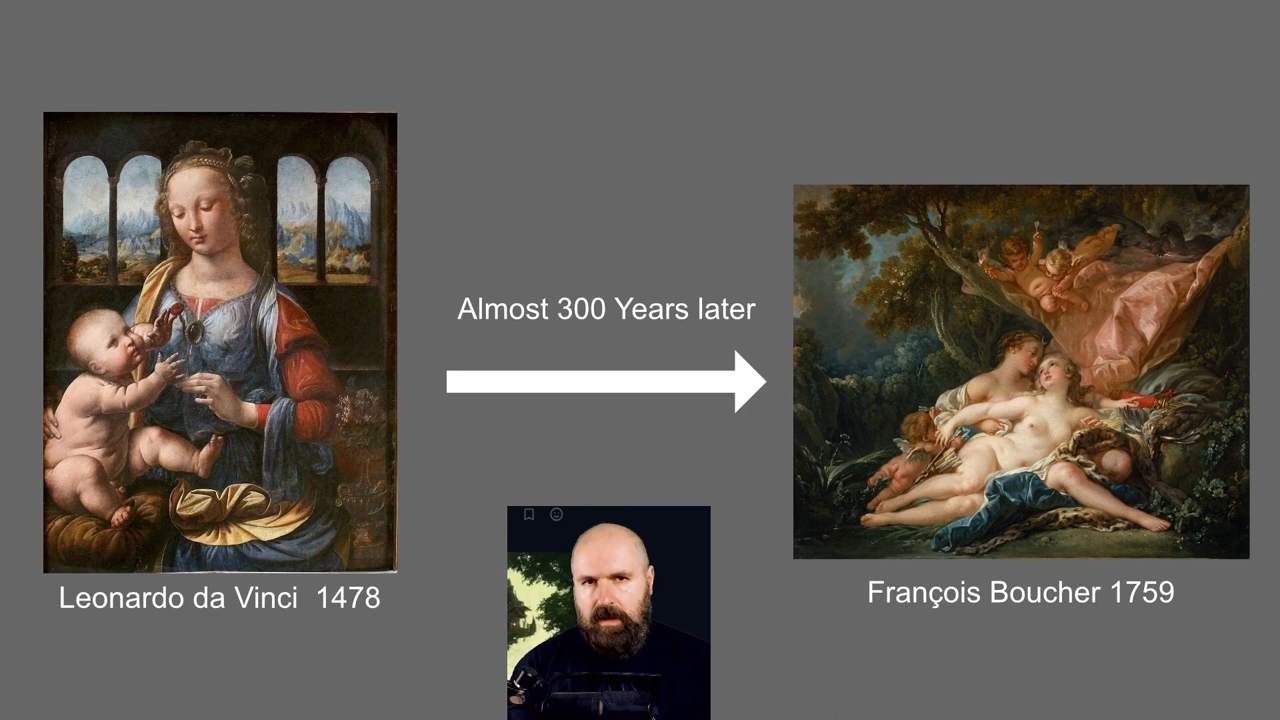 Almost 300 Years later
Leonardo da Vinci  1478
François Boucher 1759